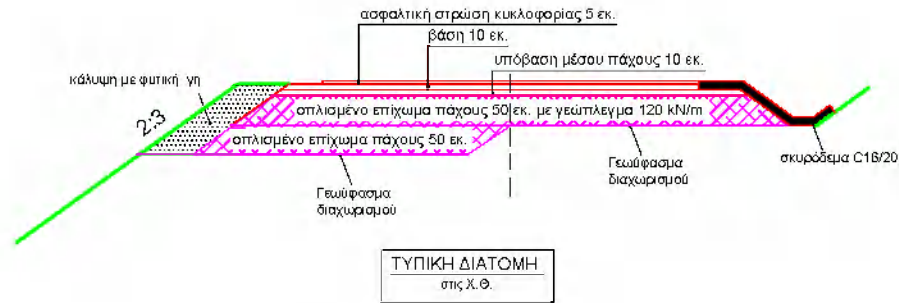 ασφαλτική στρώση κυκλοφορίας 5 εκ.
βάση 10 εκ.
υπόβαση μέσου πάχους 10 εκ.
κάλυψη με φυτική γη
2:3
οπλισμένο επίχωμα πάχους 50 εκ. με γεώπλεγμα 120 kN/m
οπλισμένο επίχωμα πάχους 50 εκ.
σκυρόδεμα C16/20
Γεωύφασμα
διαχωρισμού
Γεωύφασμα
διαχωρισμού
ΤΥΠΙΚΗ ΔΙΑΤΟΜΗ
στις Χ.Θ.